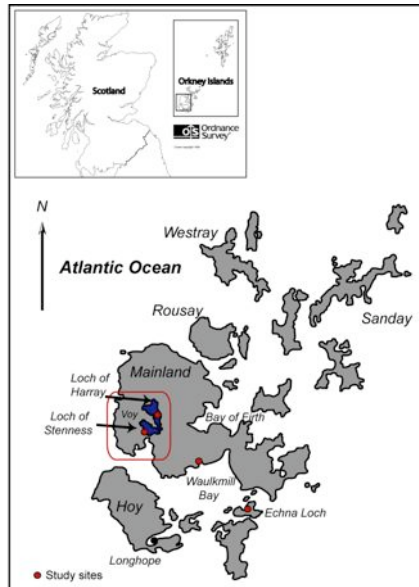 Scotland
Orkney Islands
OS Ordnance
Survey
N
Westray
Atlantic Ocean
Sanday
Rousay
Mainland
Loch of
Harray
Voy
Loch of
Stenness
Bay of Firth
Waulkmill
Bay
Hoy
Echna Loch
Longhope
Study sites